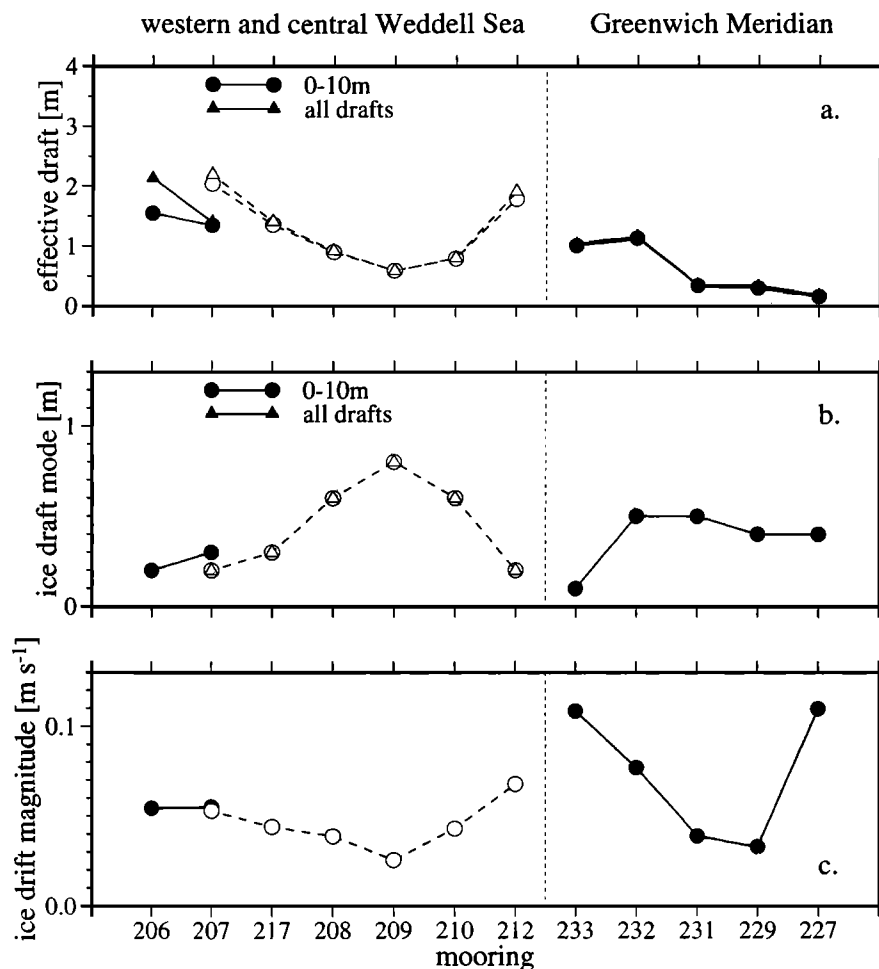 western and central Weddell Sea
Greenwich Meridian
effective draft [m]
4
3
2
1
0
0-10m
all drafts
a.
ice draft mode [m]
1
0
0-10m
all drafts
b.
ice drift magnitude [m s⁻¹]
0.1
0.0
c.
206 207 217 208 209 210 212 233 232 231 229 227
mooring